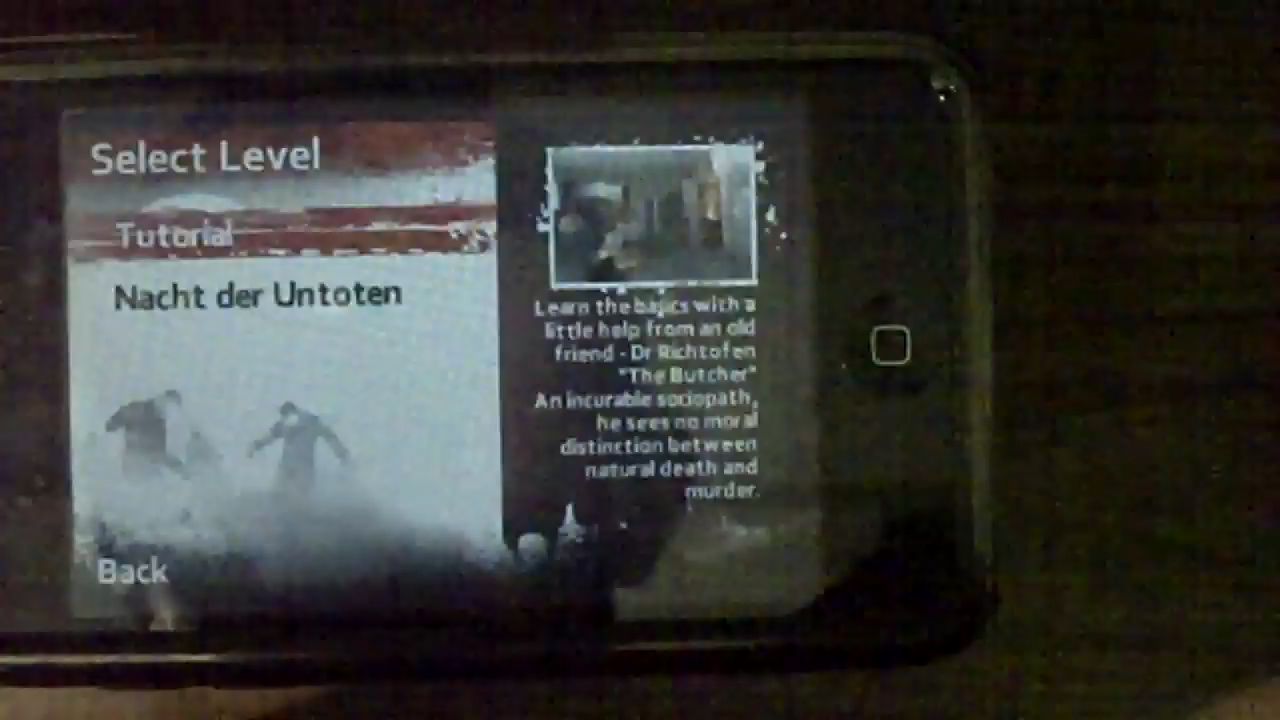 Select Level
Tutorial
Nacht der Untoten
Back
Learn the basics with a
little help from an old
friend - Dr Richtofen
"The Butcher"
An incurable sociopath,
he sees no moral
distinction between
natural death and
murder.